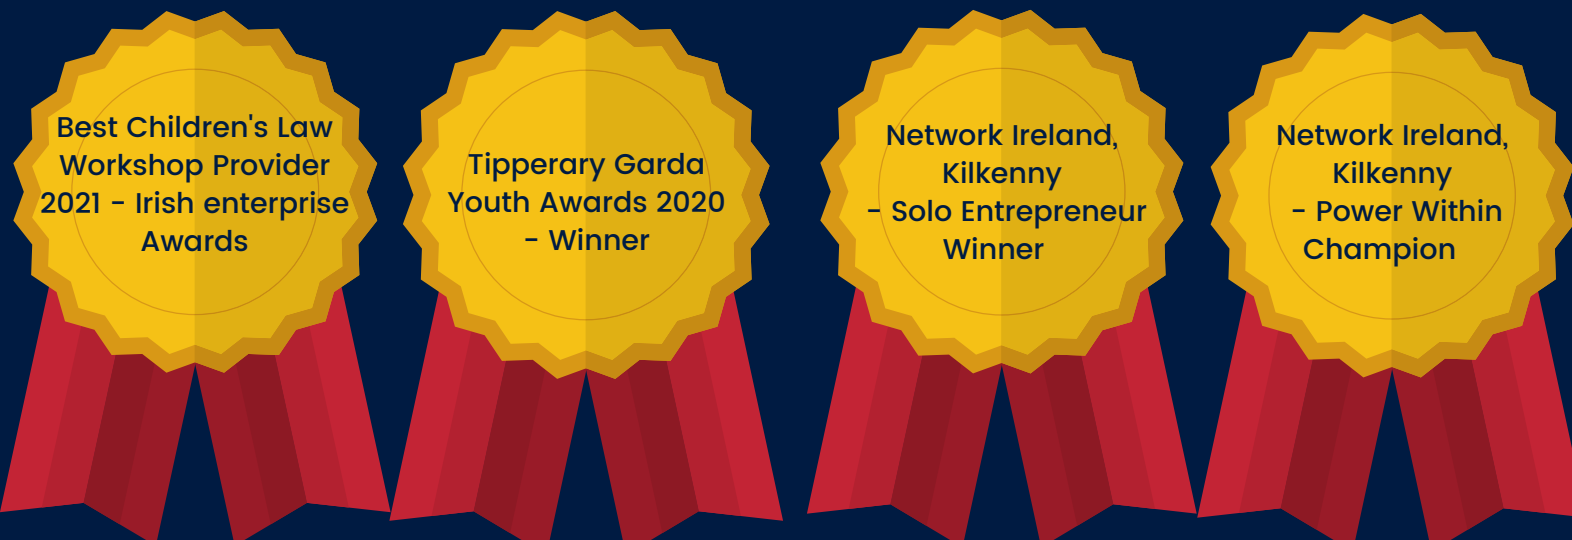 Best Children's Law
Workshop Provider
2021 - Irish enterprise
Awards
Tipperary Garda
Youth Awards 2020
- Winner
Network Ireland,
Kilkenny
- Solo Entrepreneur
Winner
Network Ireland,
Kilkenny
- Power Within
Champion